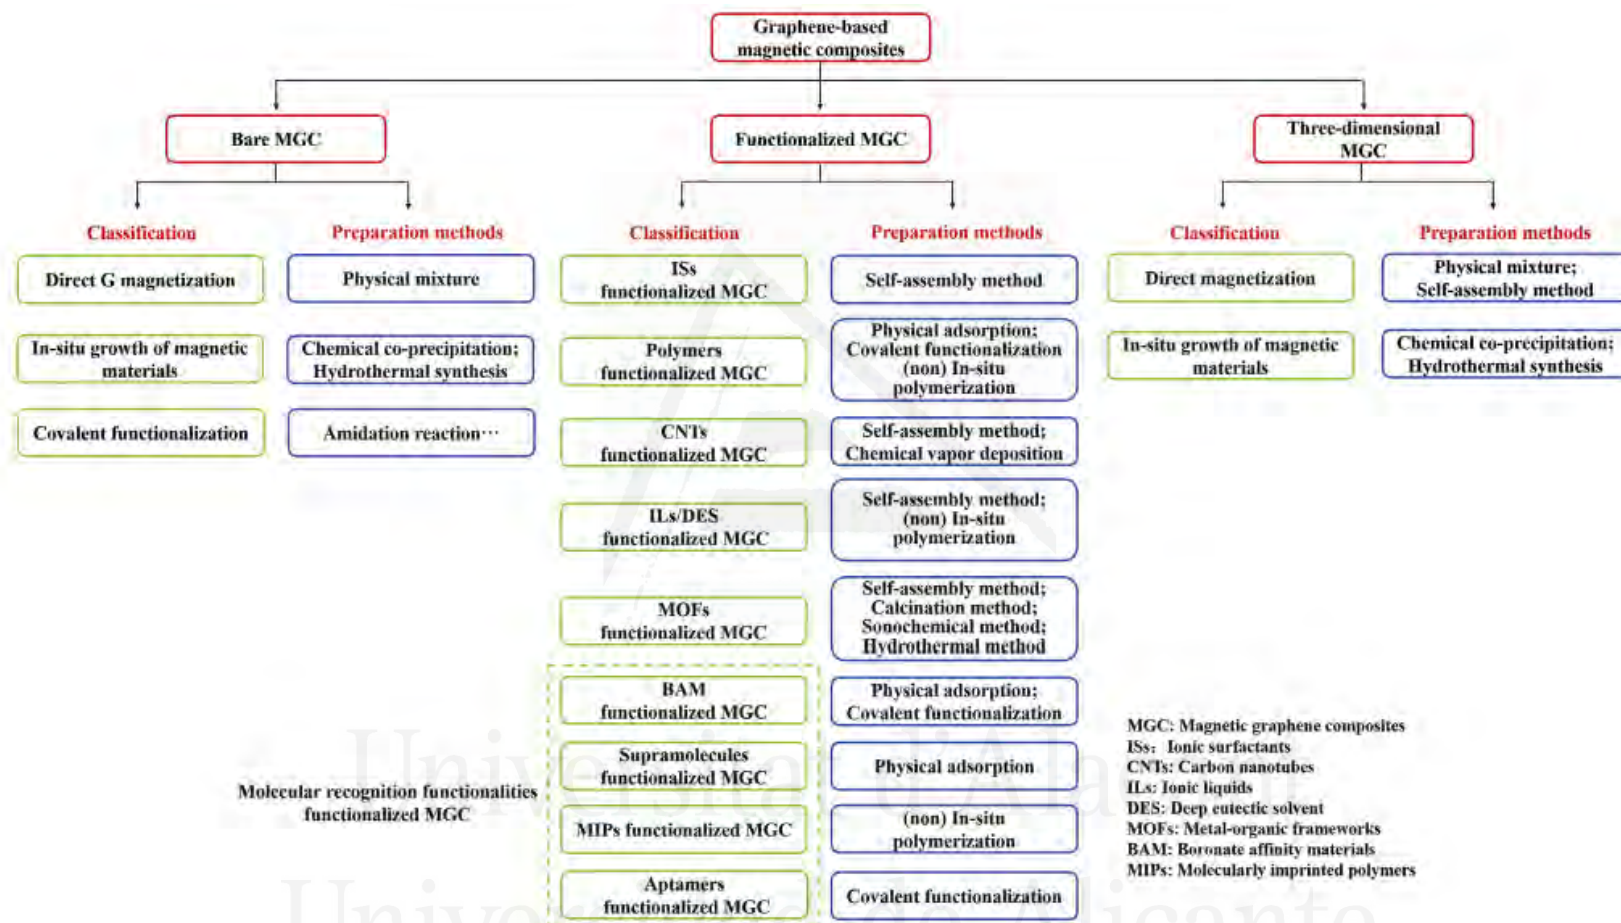 Graphene-based
magnetic composites
Bare MGC
Functionalized MGC
Three-dimensional
MGC
Classification
Preparation methods
Direct G magnetization
Physical mixture
In-situ growth of magnetic
materials
Chemical co-precipitation;
Hydrothermal synthesis
Covalent functionalization
Amidation reaction···
Classification
Preparation methods
ISs
functionalized MGC
Self-assembly method
Polymers
functionalized MGC
Physical adsorption;
Covalent functionalization
(non) In-situ
polymerization
CNTs
functionalized MGC
Self-assembly method;
Chemical vapor deposition
ILs/DES
functionalized MGC
Self-assembly method;
(non) In-situ
polymerization
MOFs
functionalized MGC
Self-assembly method;
Calcination method;
Sonochemical method;
Hydrothermal method
Molecular recognition functionalities
functionalized MGC
BAM
functionalized MGC
Physical adsorption;
Covalent functionalization
Supramolecules
functionalized MGC
Physical adsorption
MIPs functionalized MGC
(non) In-situ
polymerization
Aptamers
functionalized MGC
Covalent functionalization
Classification
Preparation methods
Direct magnetization
Physical mixture;
Self-assembly method
In-situ growth of magnetic
materials
Chemical co-precipitation;
Hydrothermal synthesis
MGC: Magnetic graphene composites
ISs: Ionic surfactants
CNTs: Carbon nanotubes
ILs: Ionic liquids
DES: Deep eutectic solvent
MOFs: Metal-organic frameworks
BAM: Boronate affinity materials
MIPs: Molecularly imprinted polymers
Universitat d'Alacant
Universidad de Alicante